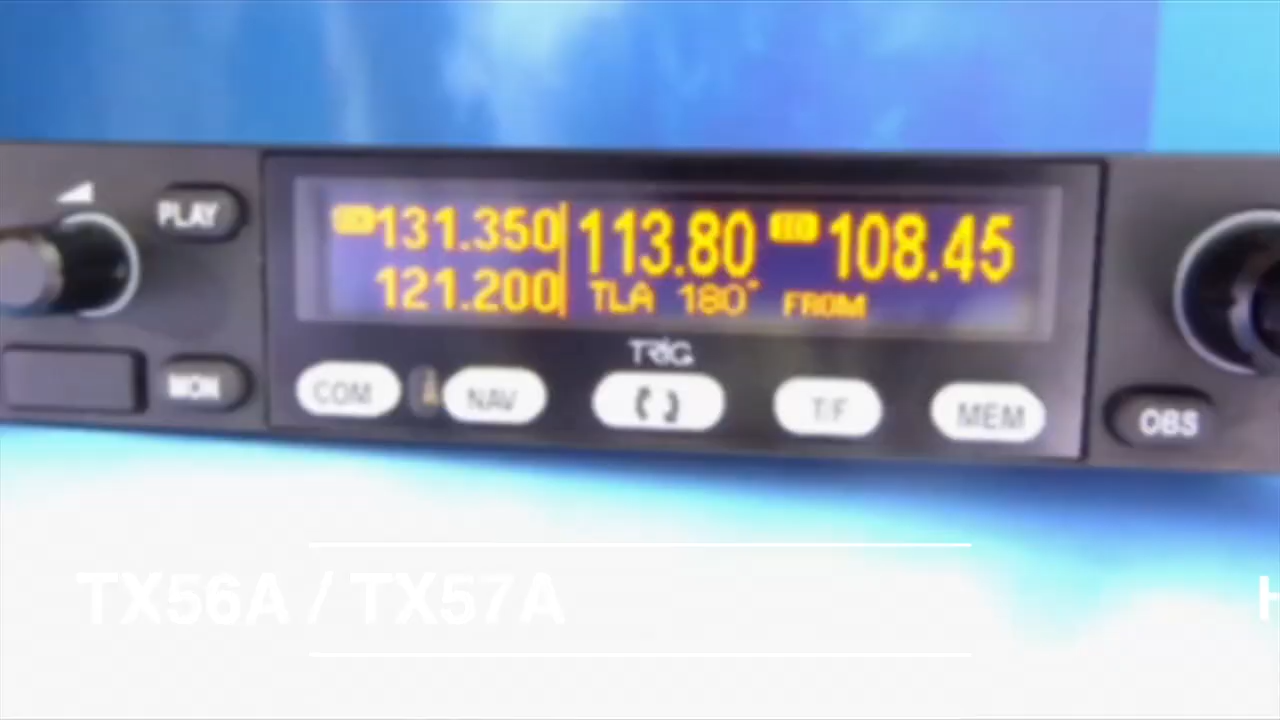 PLAY
131.350 113.80 108.45
121.200 TLA 180° FROM
TRIG
MON COM NAV T/F MEM OBS
TX56A / TX57A
H